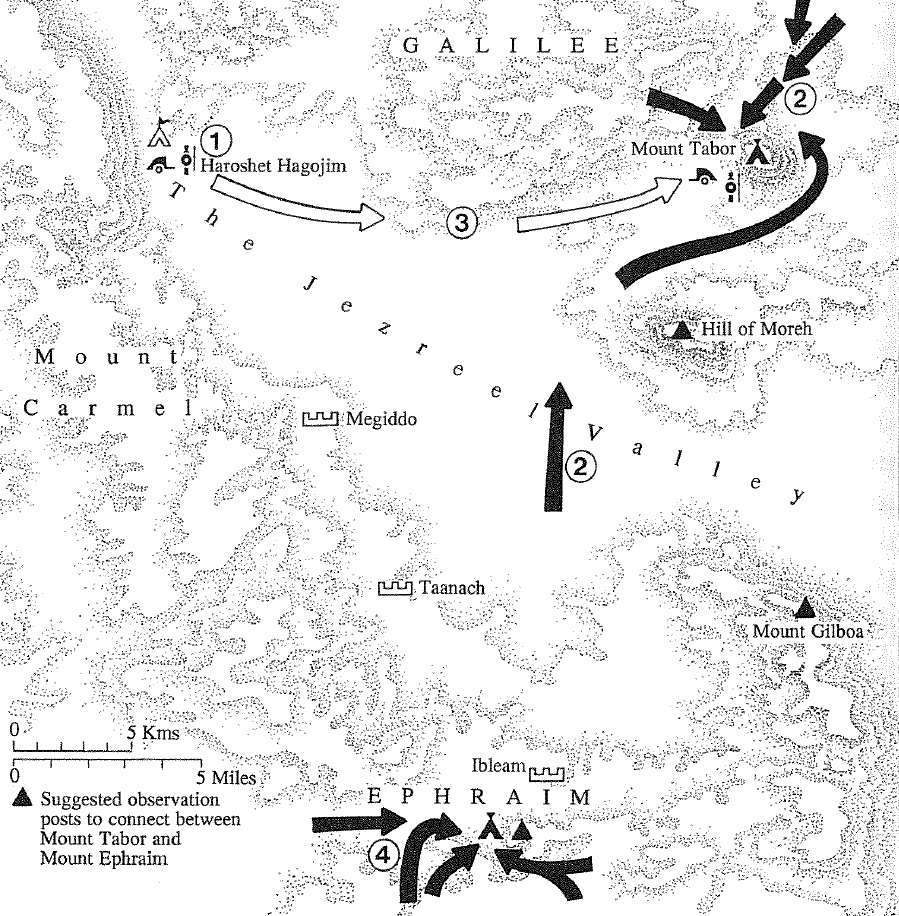 GALILEE
2
1
Mount Tabor
Haroshet Hagojim
3
The Jezreel Valley
Hill of Moreh
Mount
Carmel
Megiddo
2
Taanach
Mount Gilboa
0 5 Kms
0 5 Miles
Ibleam
EPHRAIM
Suggested observation
posts to connect between
Mount Tabor and
Mount Ephraim
4